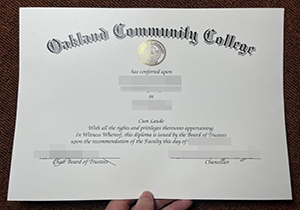 Oakland Community College
has conferred upon
in
Cum Laude
With all the rights and privileges thereunto appertaining.
In Witness Whereof, this diploma is issued by the Board of Trustees
upon the recommendation of the Faculty this day of
Chair Board of Trustees
Chancellor